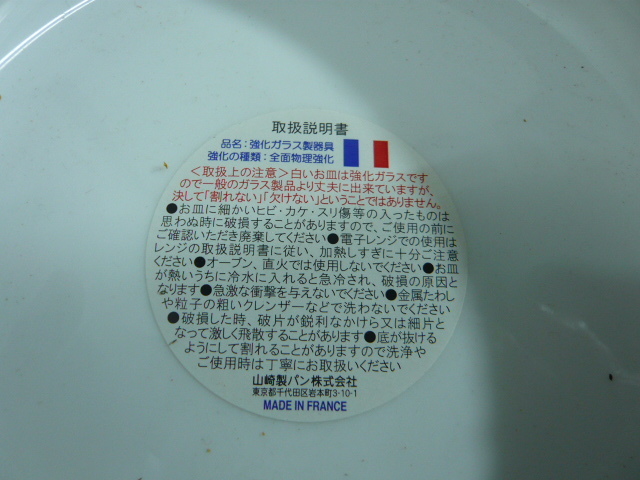 取扱説明書
品名：強化ガラス製器具
強化の種類：全面物理強化
＜取扱上の注意＞白いお皿は強化ガラスです
ので一般のガラス製品より丈夫に出来ていますが、
決して「割れない」「欠けない」ということではありません。
●お皿に細かいヒビ・カケ・スリ傷等の入ったものは
思わぬ時に破損することがありますので、ご使用の前に
ご確認いただき廃棄してください●電子レンジでの使用は
レンジの取扱説明書に従い、加熱しすぎに十分ご注意
ください●オーブン、直火では使用しないでください●お皿
が熱いうちに冷水に入れると急冷され、破損の原因と
なります●急激な衝撃を与えないでください●金属たわし
や粒子の粗いクレンザーなどで洗わないでください
●破損した時、破片が鋭利なかけら又は細片と
なって激しく飛散することがあります●底が抜ける
ようにして割れることがありますので洗浄や
ご使用時は丁寧にお取扱いください
山崎製パン株式会社
東京都千代田区岩本町3-10-1
MADE IN FRANCE